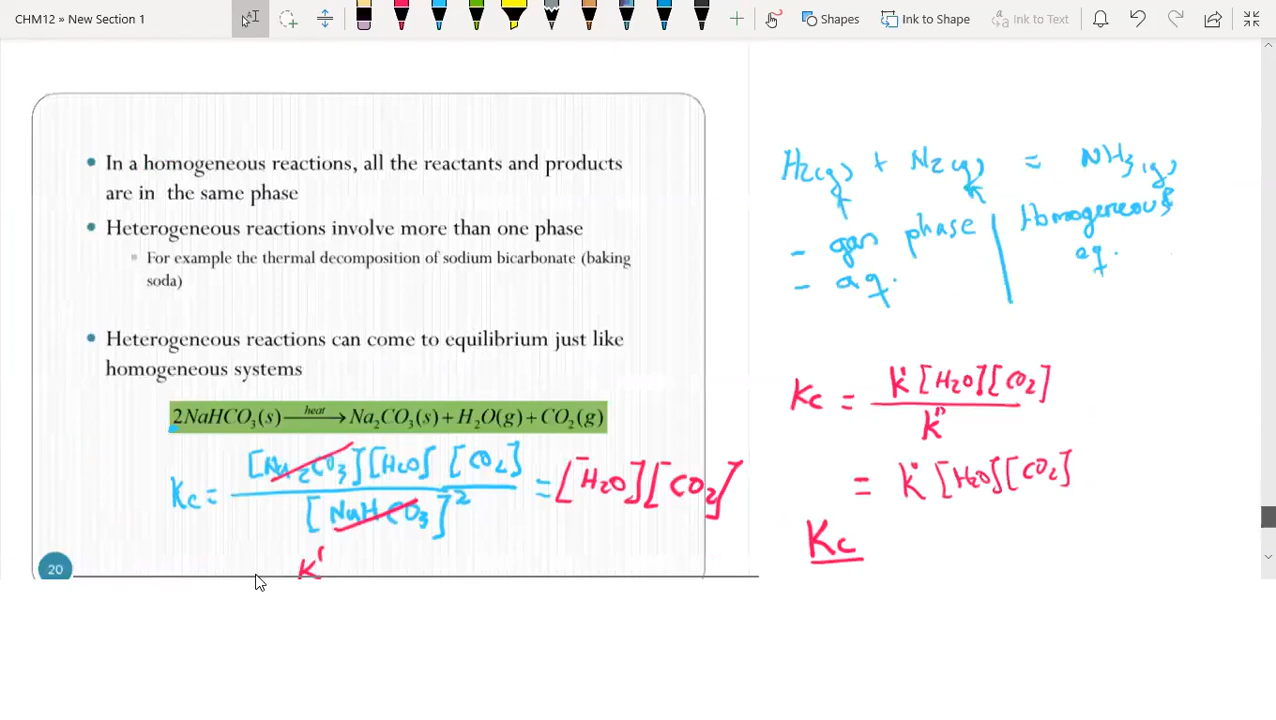 CHM12 » New Section 1
Shapes
Ink to Shape
Ink to Text
• In a homogeneous reactions, all the reactants and products
are in the same phase
• Heterogeneous reactions involve more than one phase
For example the thermal decomposition of sodium bicarbonate (baking
soda)
• Heterogeneous reactions can come to equilibrium just like
homogeneous systems
2NaHCO₃(s) —heat→ Na₂CO₃(s) + H₂O(g) + CO₂(g)
Kc = [Na₂CO₃][H₂O][CO₂] / [NaHCO₃]² = [H₂O][CO₂]
K'
20
H₂(g) + N₂(g) = NH₃(g)
- gas phase | Homogeneous
- aq. aq.
Kc = K'[H₂O][CO₂] / K"
= K'[H₂O][CO₂]
Kc